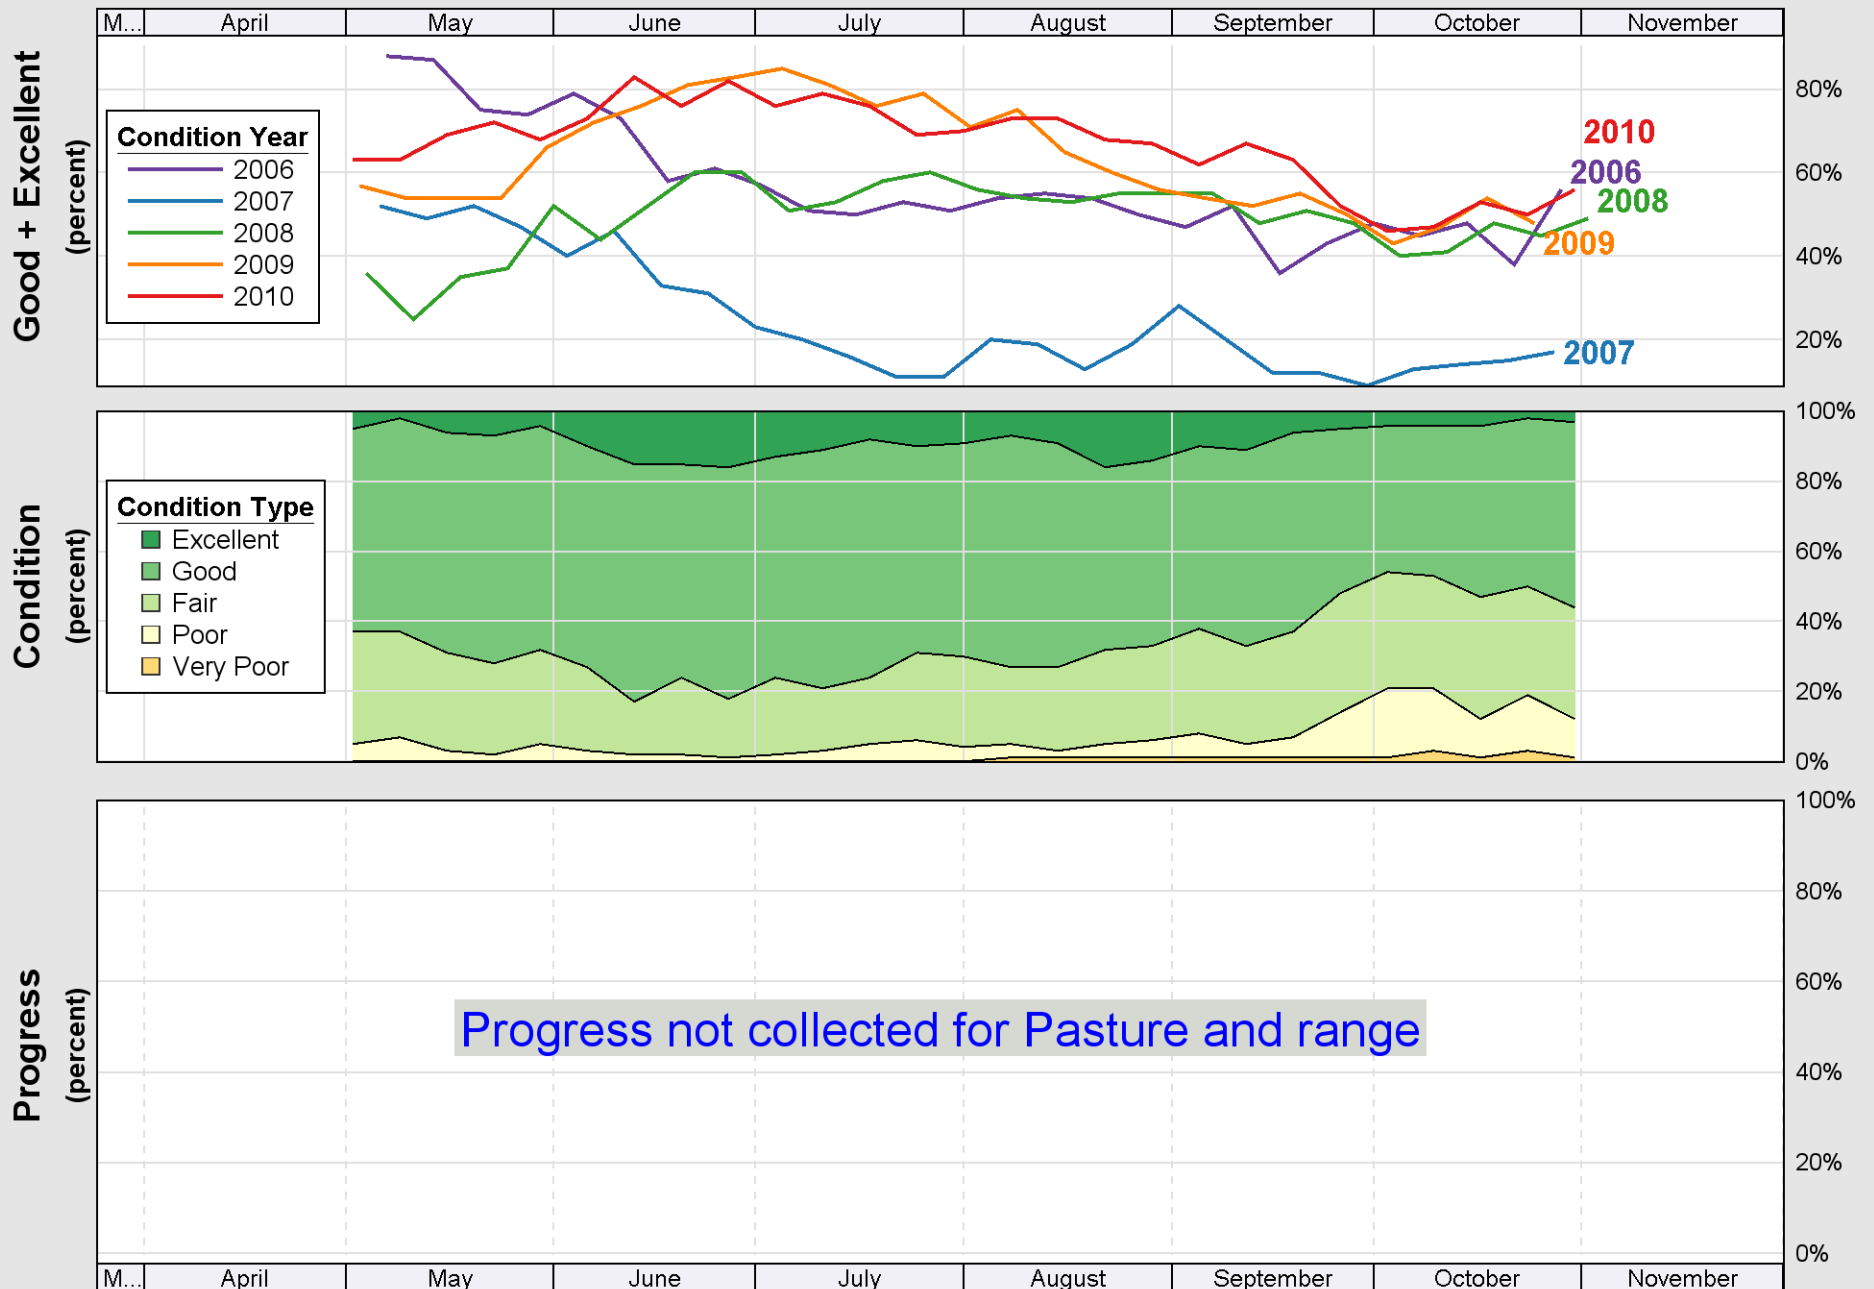 M... April May June July August September October November
Good + Excellent
(percent)
80%
60%
40%
20%
Condition Year
2006
2007
2008
2009
2010
2010
2006
2008
2009
2007
Condition
(percent)
100%
80%
60%
40%
20%
0%
Condition Type
Excellent
Good
Fair
Poor
Very Poor
Progress
(percent)
100%
80%
60%
40%
20%
0%
Progress not collected for Pasture and range
M... April May June July August September October November